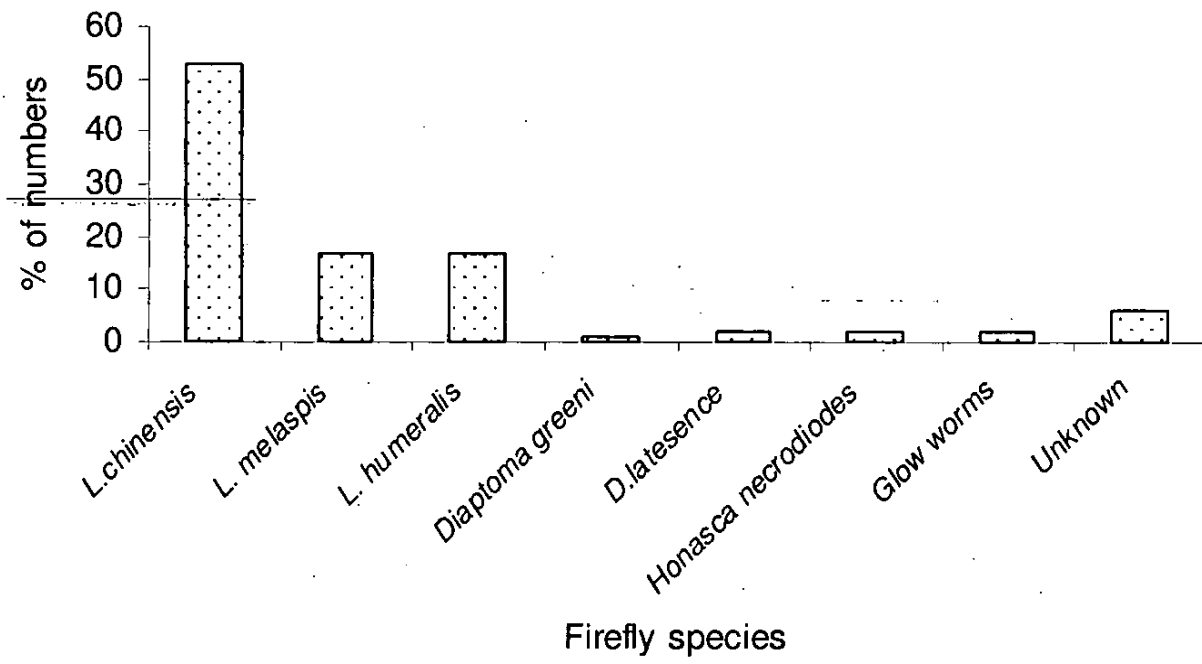 60
50
40
30
20
10
0
% of numbers
L.chinensis
L. melaspis
L. humeralis
Diaptoma greeni
D.latesence
Honasca necrodiodes
Glow worms
Unknown
Firefly species